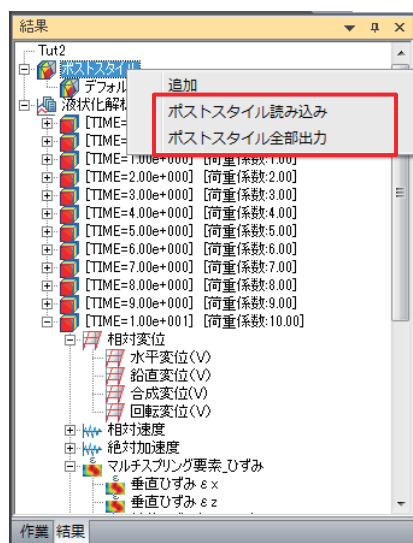 結果
Tut2
ポストスタイル
デフォル
追加
液状化解
ポストスタイル読み込み
[TIME=
ポストスタイル全部出力
[TIME=
[TIME=1.00e+000] [荷重係数:1.00]
[TIME=2.00e+000] [荷重係数:2.00]
[TIME=3.00e+000] [荷重係数:3.00]
[TIME=4.00e+000] [荷重係数:4.00]
[TIME=5.00e+000] [荷重係数:5.00]
[TIME=6.00e+000] [荷重係数:6.00]
[TIME=7.00e+000] [荷重係数:7.00]
[TIME=8.00e+000] [荷重係数:8.00]
[TIME=9.00e+000] [荷重係数:9.00]
[TIME=1.00e+001] [荷重係数:10.00]
相対変位
水平変位(V)
鉛直変位(V)
合成変位(V)
回転変位(V)
相対速度
絶対加速度
マルチスプリング要素_ひずみ
垂直ひずみ εx
垂直ひずみ εz
作業 結果